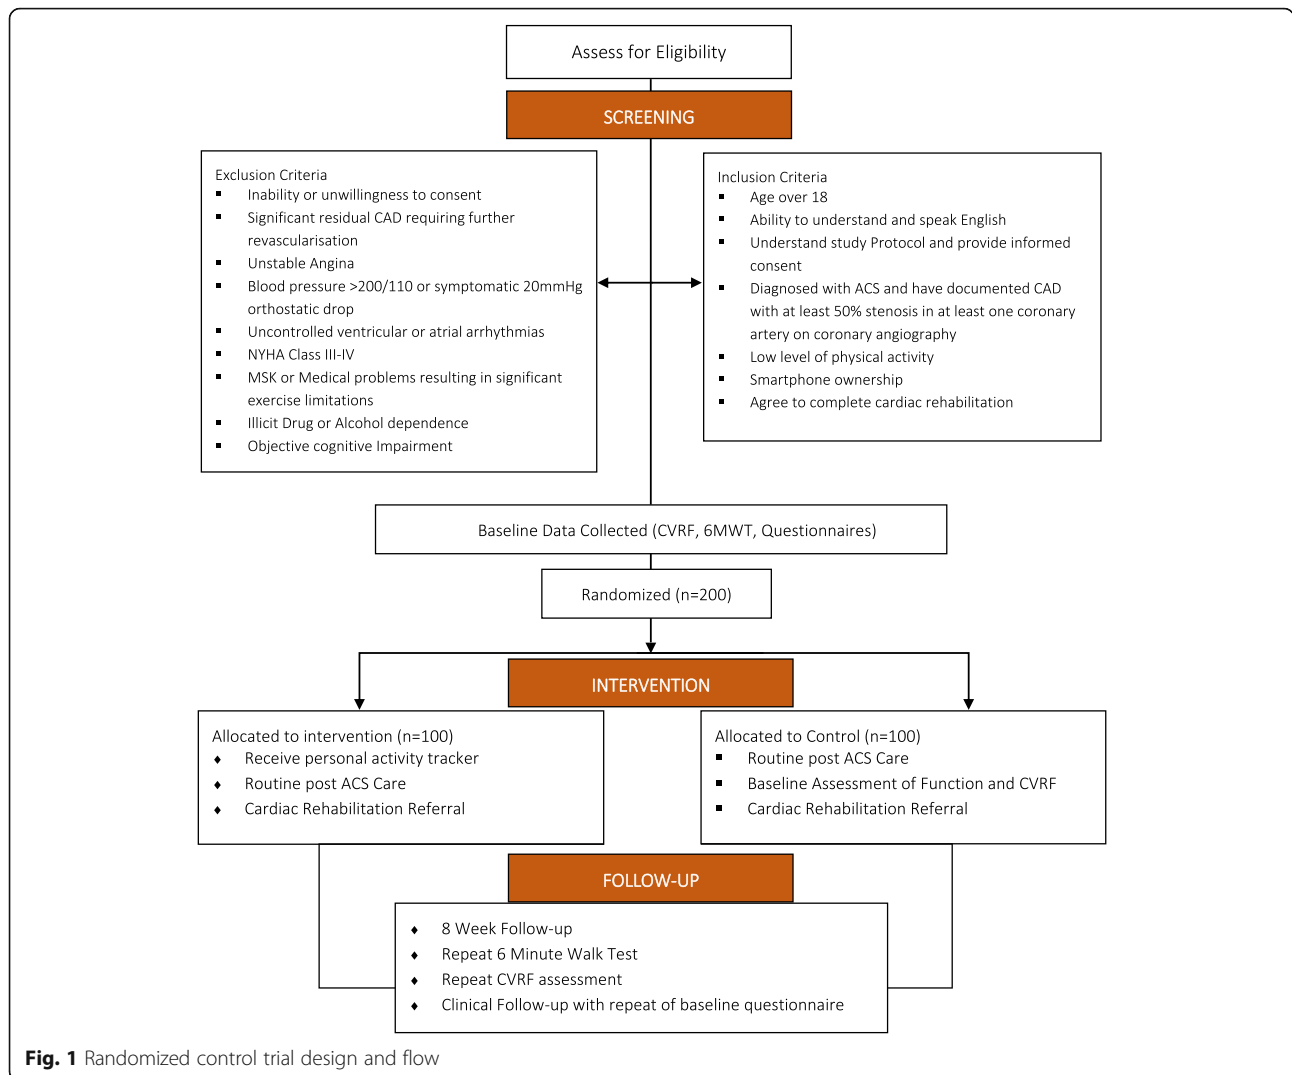 Assess for Eligibility
SCREENING
Exclusion Criteria
▪ Inability or unwillingness to consent
▪ Significant residual CAD requiring further
revascularisation
▪ Unstable Angina
▪ Blood pressure >200/110 or symptomatic 20mmHg
orthostatic drop
▪ Uncontrolled ventricular or atrial arrhythmias
▪ NYHA Class III-IV
▪ MSK or Medical problems resulting in significant
exercise limitations
▪ Illicit Drug or Alcohol dependence
▪ Objective cognitive Impairment
Inclusion Criteria
▪ Age over 18
▪ Ability to understand and speak English
▪ Understand study Protocol and provide informed
consent
▪ Diagnosed with ACS and have documented CAD
with at least 50% stenosis in at least one coronary
artery on coronary angiography
▪ Low level of physical activity
▪ Smartphone ownership
▪ Agree to complete cardiac rehabilitation
Baseline Data Collected (CVRF, 6MWT, Questionnaires)
Randomized (n=200)
INTERVENTION
Allocated to intervention (n=100)
♦ Receive personal activity tracker
♦ Routine post ACS Care
♦ Cardiac Rehabilitation Referral
Allocated to Control (n=100)
▪ Routine post ACS Care
▪ Baseline Assessment of Function and CVRF
▪ Cardiac Rehabilitation Referral
FOLLOW-UP
♦ 8 Week Follow-up
♦ Repeat 6 Minute Walk Test
♦ Repeat CVRF assessment
♦ Clinical Follow-up with repeat of baseline questionnaire
Fig. 1 Randomized control trial design and flow